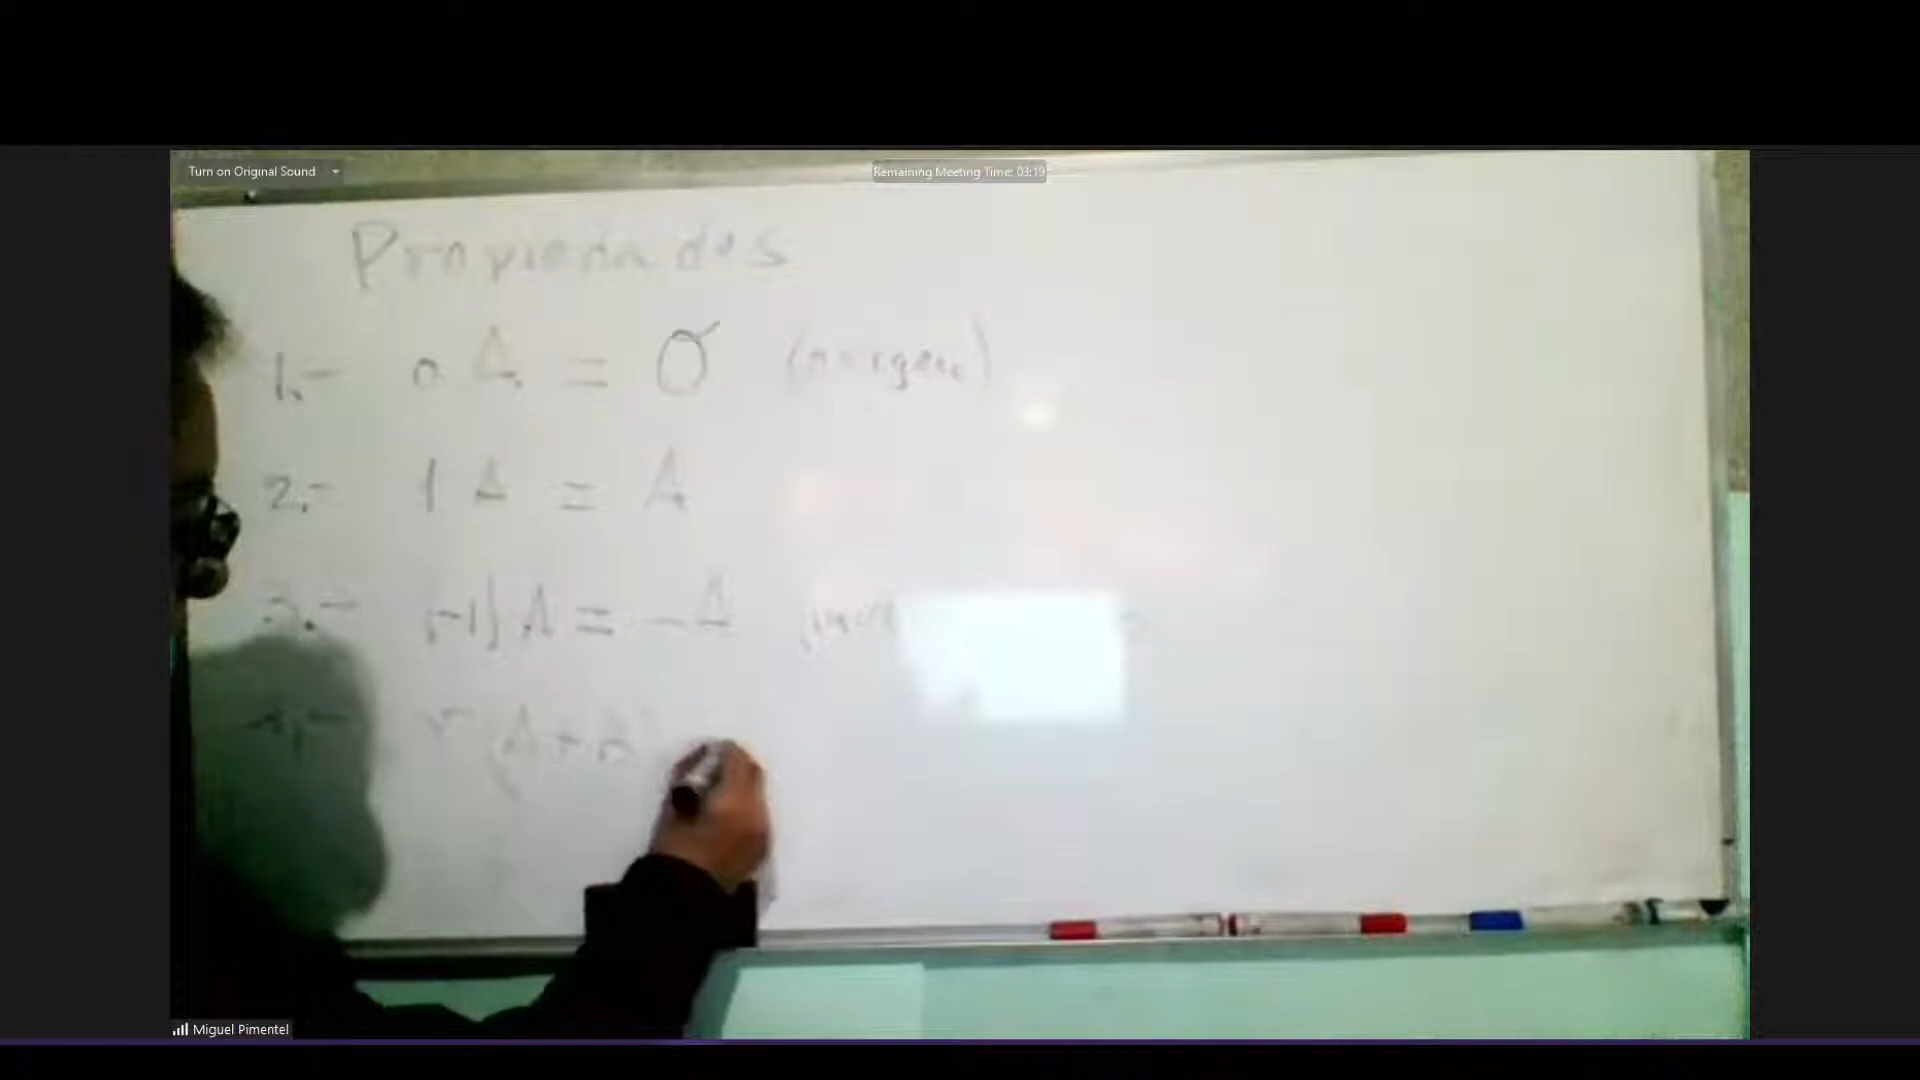 Turn on Original Sound
Remaining Meeting Time: 03:19
Propiedades
1.- 0 A = O (origen)
2.- 1 A = A
3.- (-1) A = -A
4.- r (A + B
Miguel Pimentel